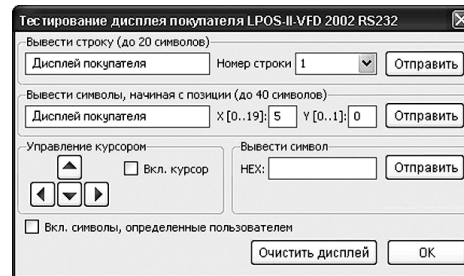 Тестирование дисплея покупателя LPOS-II-VFD 2002 RS232
Вывести строку (до 20 символов)
Дисплей покупателя Номер строки 1 Отправить
Вывести символы, начиная с позиции (до 40 символов)
Дисплей покупателя X [0..19]: 5 Y [0..1]: 0 Отправить
Управление курсором Вывести символ
Вкл. курсор HEX: Отправить
Вкл. символы, определенные пользователем
Очистить дисплей OK